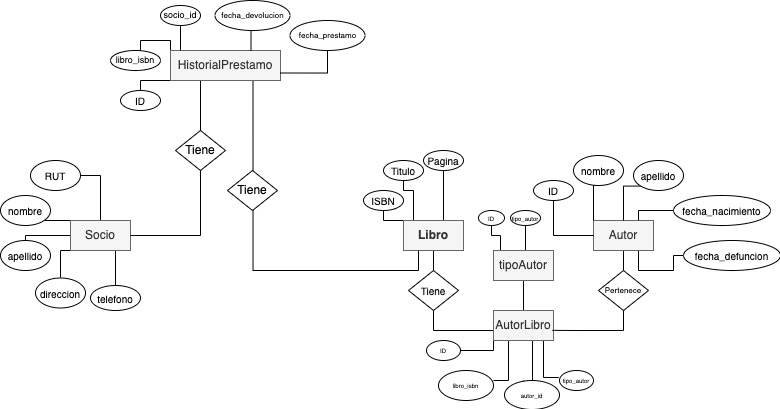 socio_id
fecha_devolucion
fecha_prestamo
libro_isbn
HistorialPrestamo
ID
Tiene
Tiene
RUT
nombre
Socio
apellido
direccion
telefono
Titulo
Pagina
ISBN
Libro
Tiene
ID
tipo_autor
tipoAutor
ID
nombre
apellido
fecha_nacimiento
Autor
fecha_defuncion
Pertenece
AutorLibro
ID
libro_isbn
autor_id
tipo_autor